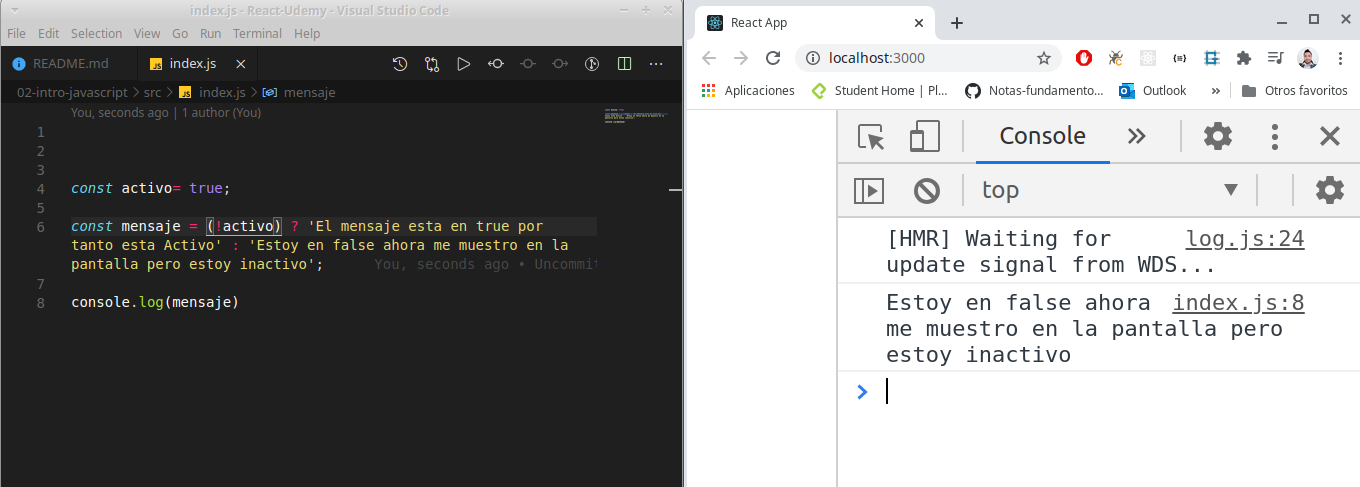 index.js - React-Udemy - Visual Studio Code
File Edit Selection View Go Run Terminal Help
README.md
JS index.js
02-intro-javascript > src > JS index.js > mensaje
You, seconds ago | 1 author (You)
1
2
3
4 const activo= true;
5
6 const mensaje = (!activo) ? 'El mensaje esta en true por
tanto esta Activo' : 'Estoy en false ahora me muestro en la
pantalla pero estoy inactivo'; You, seconds ago • Uncommit
7
8 console.log(mensaje)
React App
localhost:3000
Aplicaciones Student Home | Pl... Notas-fundamento... Outlook » Otros favoritos
Console
top
[HMR] Waiting for log.js:24
update signal from WDS...
Estoy en false ahora index.js:8
me muestro en la pantalla pero
estoy inactivo